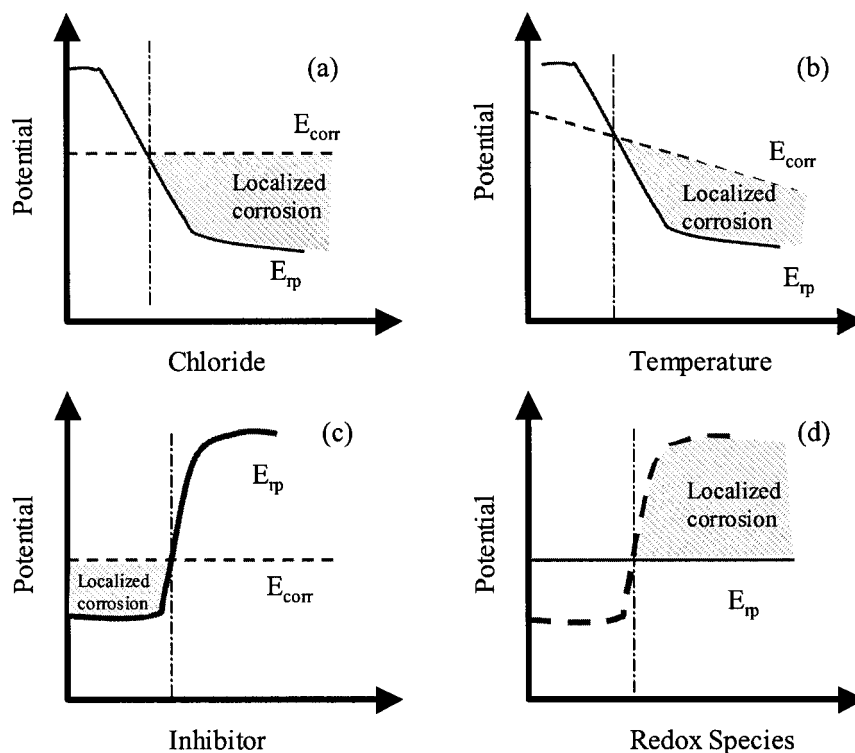 (a)
Potential
E_corr
Localized
corrosion
E_rp
Chloride
(b)
Potential
E_corr
Localized
corrosion
E_rp
Temperature
(c)
Potential
E_rp
Localized
corrosion
E_corr
Inhibitor
(d)
Potential
Localized
corrosion
E_rp
Redox Species